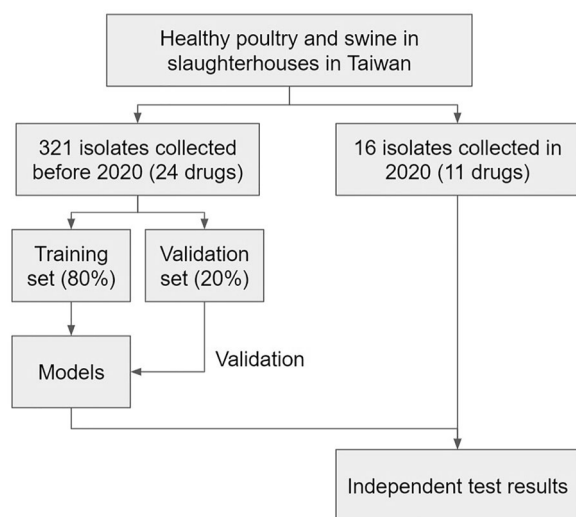 Healthy poultry and swine in
slaughterhouses in Taiwan
321 isolates collected
before 2020 (24 drugs)
16 isolates collected in
2020 (11 drugs)
Training
set (80%)
Validation
set (20%)
Models
Validation
Independent test results